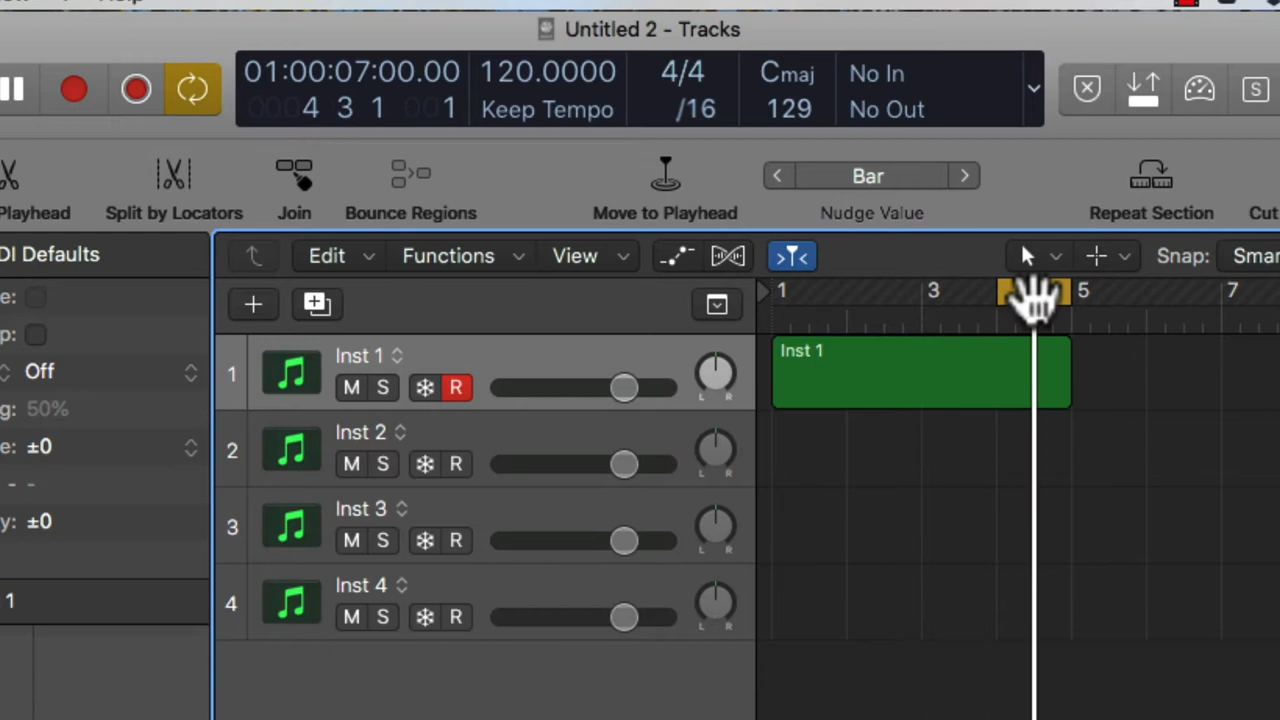 Help
Untitled 2 - Tracks
01:00:07:00.00 120.0000 4/4 Cmaj No In
0004 3 1 001 Keep Tempo /16 129 No Out
S
Playhead Split by Locators Join Bounce Regions Move to Playhead Bar Nudge Value Repeat Section Cut
DI Defaults Edit Functions View Snap: Smar
e:
1 3 5 7
p:
1 Inst 1 Inst 1
Off M S R L R
g: 50%
2 Inst 2
e: ±0 M S R L R
- - -
3 Inst 3
y: ±0 M S R L R
4 Inst 4
1 M S R L R